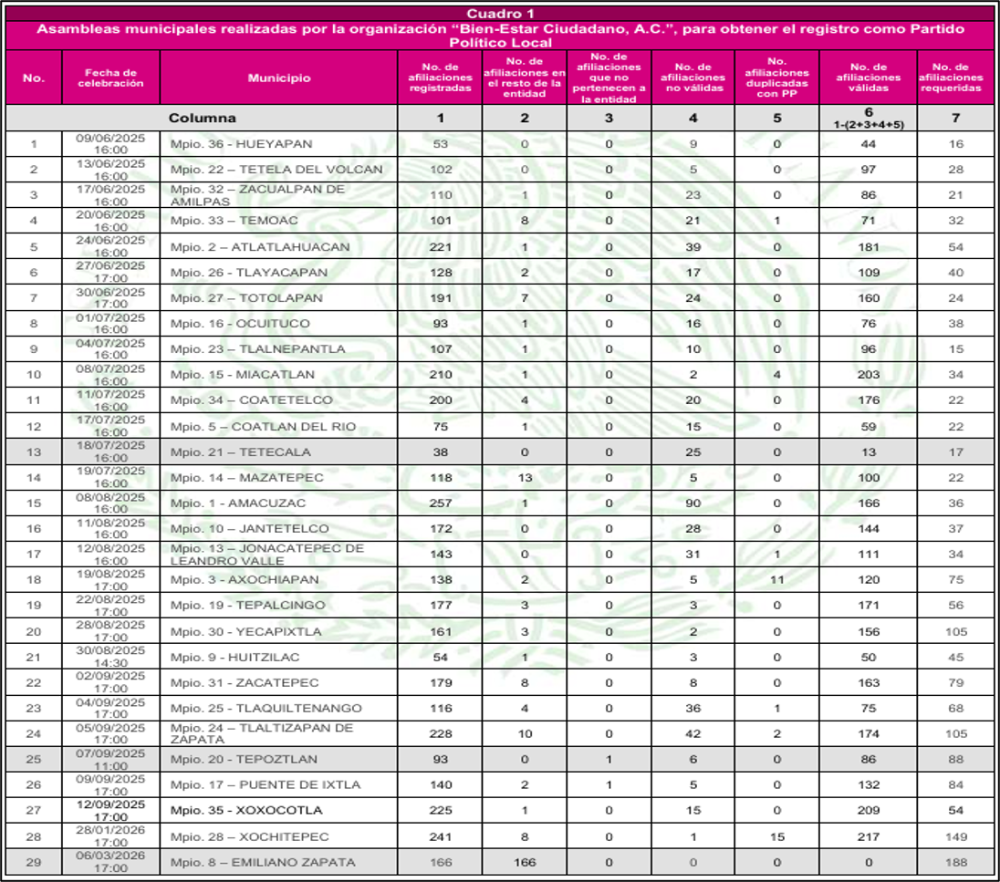 Cuadro 1
Asambleas municipales realizadas por la organización “Bien-Estar Ciudadano, A.C.”, para obtener el registro como Partido
Político Local
No. Fecha de celebración Municipio No. de afiliaciones registradas No. de afiliaciones en el resto de la entidad No. de afiliaciones que no pertenecen a la entidad No. de afiliaciones no válidas No. afiliaciones duplicadas con PP No. de afiliaciones válidas No. de afiliaciones requeridas
Columna 1 2 3 4 5 6 1-(2+3+4+5) 7
1 09/06/2025 16:00 Mpio. 36 - HUEYAPAN 53 0 0 9 0 44 16
2 13/06/2025 16:00 Mpio. 22 – TETELA DEL VOLCAN 102 0 0 5 0 97 28
3 17/06/2025 16:00 Mpio. 32 – ZACUALPAN DE AMILPAS 110 1 0 23 0 86 21
4 20/06/2025 16:00 Mpio. 33 – TEMOAC 101 8 0 21 1 71 32
5 24/06/2025 16:00 Mpio. 2 – ATLATLAHUACAN 221 1 0 39 0 181 54
6 27/06/2025 17:00 Mpio. 26 - TLAYACAPAN 128 2 0 17 0 109 40
7 30/06/2025 17:00 Mpio. 27 – TOTOLAPAN 191 7 0 24 0 160 24
8 01/07/2025 16:00 Mpio. 16 - OCUITUCO 93 1 0 16 0 76 38
9 04/07/2025 16:00 Mpio. 23 – TLALNEPANTLA 107 1 0 10 0 96 15
10 08/07/2025 16:00 Mpio. 15 - MIACATLAN 210 1 0 2 4 203 34
11 11/07/2025 16:00 Mpio. 34 – COATETELCO 200 4 0 20 0 176 22
12 17/07/2025 16:00 Mpio. 5 – COATLAN DEL RIO 75 1 0 15 0 59 22
13 18/07/2025 16:00 Mpio. 21 – TETECALA 38 0 0 25 0 13 17
14 19/07/2025 16:00 Mpio. 14 – MAZATEPEC 118 13 0 5 0 100 22
15 08/08/2025 16:00 Mpio. 1 - AMACUZAC 257 1 0 90 0 166 36
16 11/08/2025 16:00 Mpio. 10 – JANTETELCO 172 0 0 28 0 144 37
17 12/08/2025 16:00 Mpio. 13 – JONACATEPEC DE LEANDRO VALLE 143 0 0 31 1 111 34
18 19/08/2025 17:00 Mpio. 3 - AXOCHIAPAN 138 2 0 5 11 120 75
19 22/08/2025 17:00 Mpio. 19 - TEPALCINGO 177 3 0 3 0 171 56
20 28/08/2025 17:00 Mpio. 30 - YECAPIXTLA 161 3 0 2 0 156 105
21 30/08/2025 14:30 Mpio. 9 - HUITZILAC 54 1 0 3 0 50 45
22 02/09/2025 17:00 Mpio. 31 - ZACATEPEC 179 8 0 8 0 163 79
23 04/09/2025 17:00 Mpio. 25 - TLAQUILTENANGO 116 4 0 36 1 75 68
24 05/09/2025 17:00 Mpio. 24 – TLALTIZAPAN DE ZAPATA 228 10 0 42 2 174 105
25 07/09/2025 11:00 Mpio. 20 - TEPOZTLAN 93 0 1 6 0 86 88
26 09/09/2025 17:00 Mpio. 17 – PUENTE DE IXTLA 140 2 1 5 0 132 84
27 12/09/2025 17:00 Mpio. 35 - XOXOCOTLA 225 1 0 15 0 209 54
28 28/01/2026 17:00 Mpio. 28 – XOCHITEPEC 241 8 0 1 15 217 149
29 06/03/2026 17:00 Mpio. 8 – EMILIANO ZAPATA 166 166 0 0 0 0 188